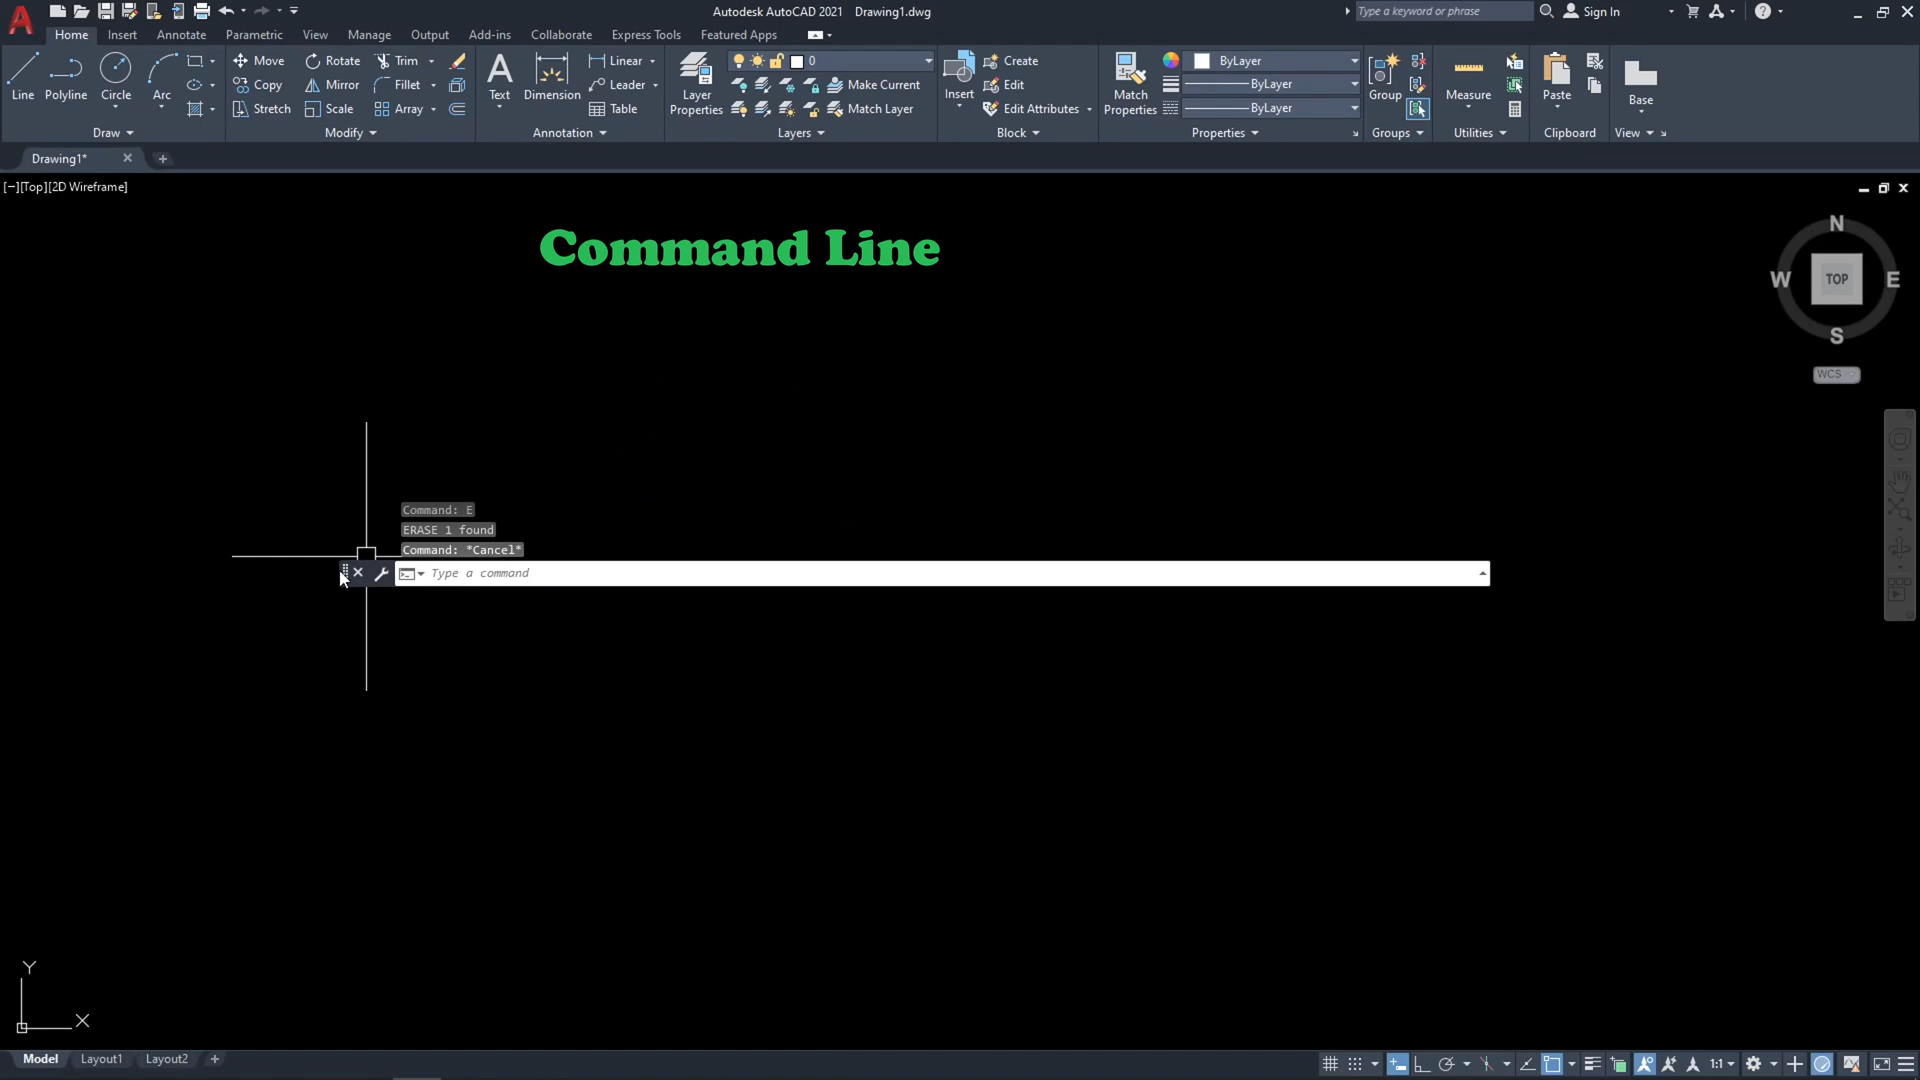 Autodesk AutoCAD 2021 Drawing1.dwg
Type a keyword or phrase
Sign In
Home Insert Annotate Parametric View Manage Output Add-ins Collaborate Express Tools Featured Apps
Line Polyline Circle Arc
Draw
Move Rotate Trim
Copy Mirror Fillet
Stretch Scale Array
Modify
Text Dimension
Linear
Leader
Table
Annotation
Layer Properties
0
Make Current
Match Layer
Layers
Insert
Create
Edit
Edit Attributes
Block
Match Properties
ByLayer
ByLayer
ByLayer
Properties
Group
Groups
Measure
Utilities
Paste
Clipboard
Base
View
Drawing1*
[−][Top][2D Wireframe]
Command Line
N
W TOP E
S
WCS
Command: E
ERASE 1 found
Command: *Cancel*
Type a command
Y
X
Model Layout1 Layout2
1:1